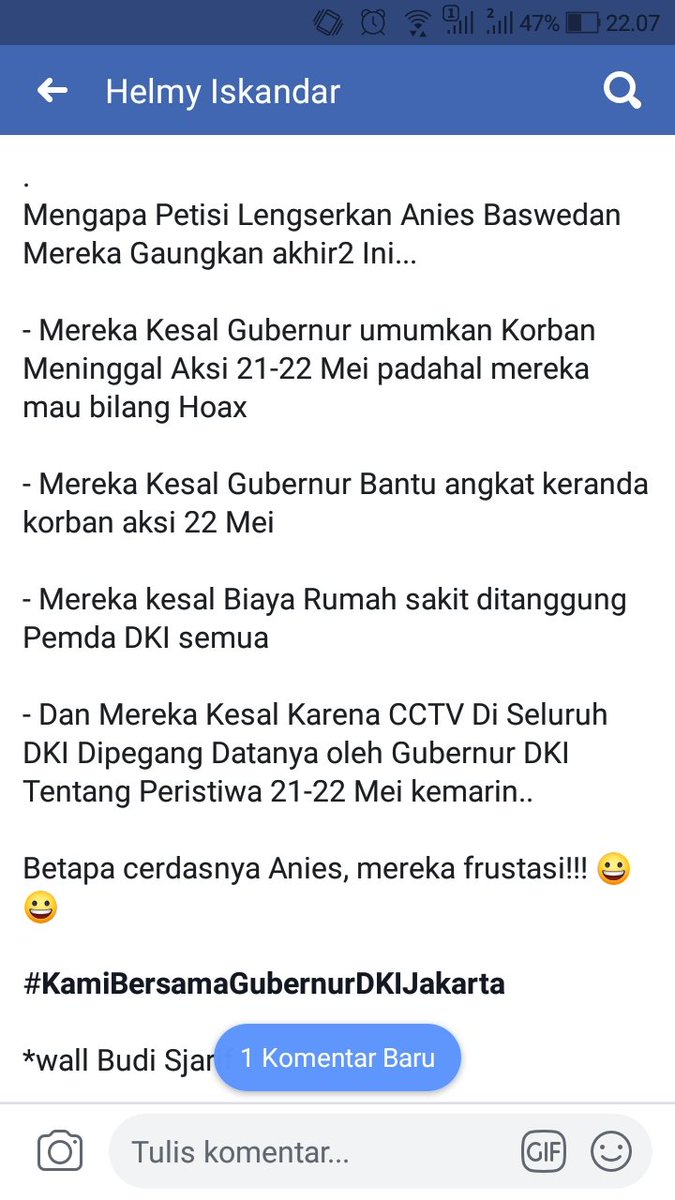 47% 22.07
Helmy Iskandar
.
Mengapa Petisi Lengserkan Anies Baswedan
Mereka Gaungkan akhir2 Ini...
- Mereka Kesal Gubernur umumkan Korban
Meninggal Aksi 21-22 Mei padahal mereka
mau bilang Hoax
- Mereka Kesal Gubernur Bantu angkat keranda
korban aksi 22 Mei
- Mereka kesal Biaya Rumah sakit ditanggung
Pemda DKI semua
- Dan Mereka Kesal Karena CCTV Di Seluruh
DKI Dipegang Datanya oleh Gubernur DKI
Tentang Peristiwa 21-22 Mei kemarin..
Betapa cerdasnya Anies, mereka frustasi!!! 😀
😀
#KamiBersamaGubernurDKIJakarta
*wall Budi
1 Komentar Baru
Tulis komentar...
GIF